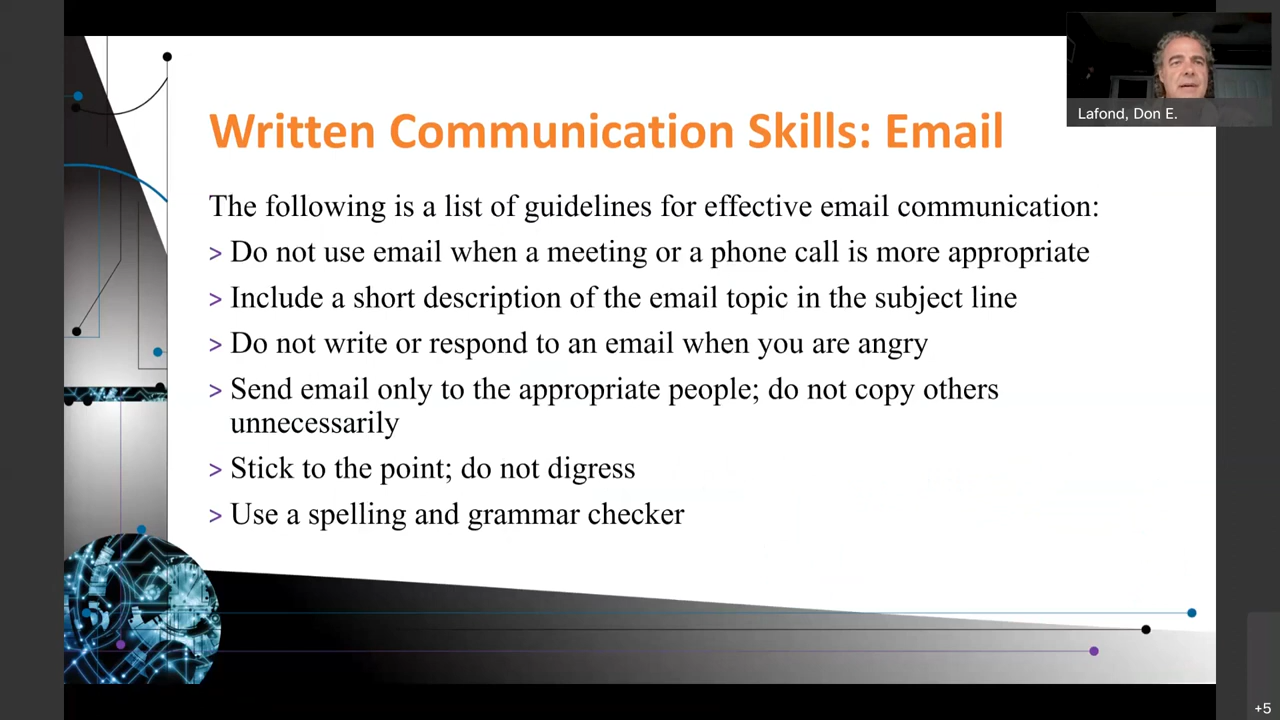 Lafond, Don E.
Written Communication Skills: Email
The following is a list of guidelines for effective email communication:
> Do not use email when a meeting or a phone call is more appropriate
> Include a short description of the email topic in the subject line
> Do not write or respond to an email when you are angry
> Send email only to the appropriate people; do not copy others
unnecessarily
> Stick to the point; do not digress
> Use a spelling and grammar checker
+5